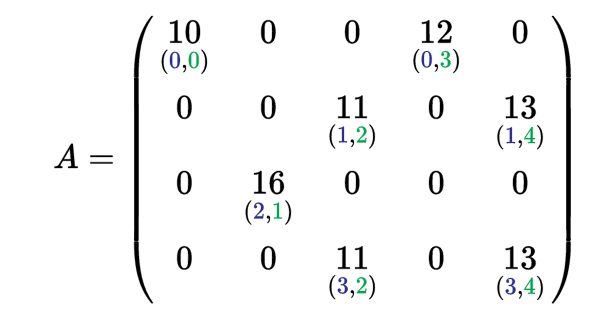 10 0 0 12 0
(0,0) (0,3)
0 0 11 0 13
(1,2) (1,4)
A =
0 16 0 0 0
(2,1)
0 0 11 0 13
(3,2) (3,4)